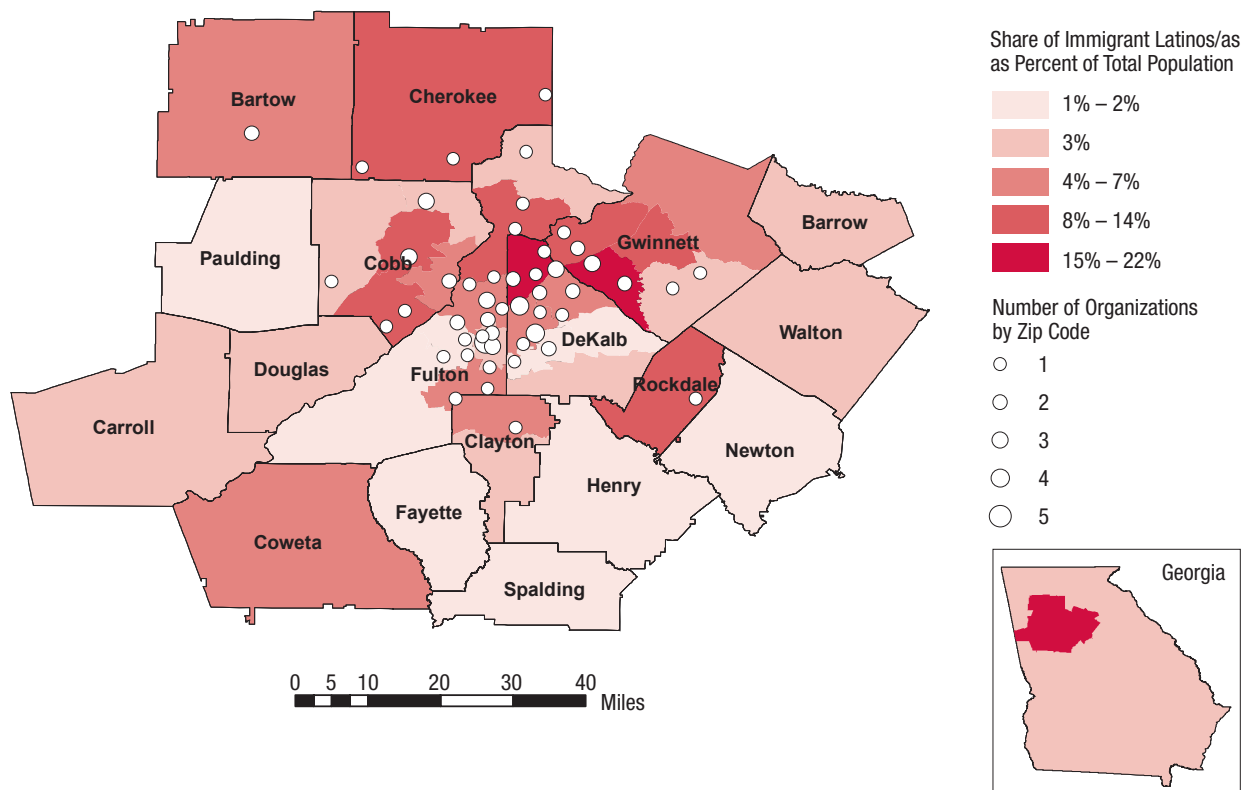 Share of Immigrant Latinos/as
as Percent of Total Population
1% – 2%
3%
4% – 7%
8% – 14%
15% – 22%
Number of Organizations
by Zip Code
1
2
3
4
5
Georgia
Bartow
Cherokee
Paulding
Cobb
Gwinnett
Barrow
Walton
DeKalb
Douglas
Fulton
Rockdale
Carroll
Clayton
Newton
Henry
Fayette
Coweta
Spalding
0 5 10 20 30 40
Miles